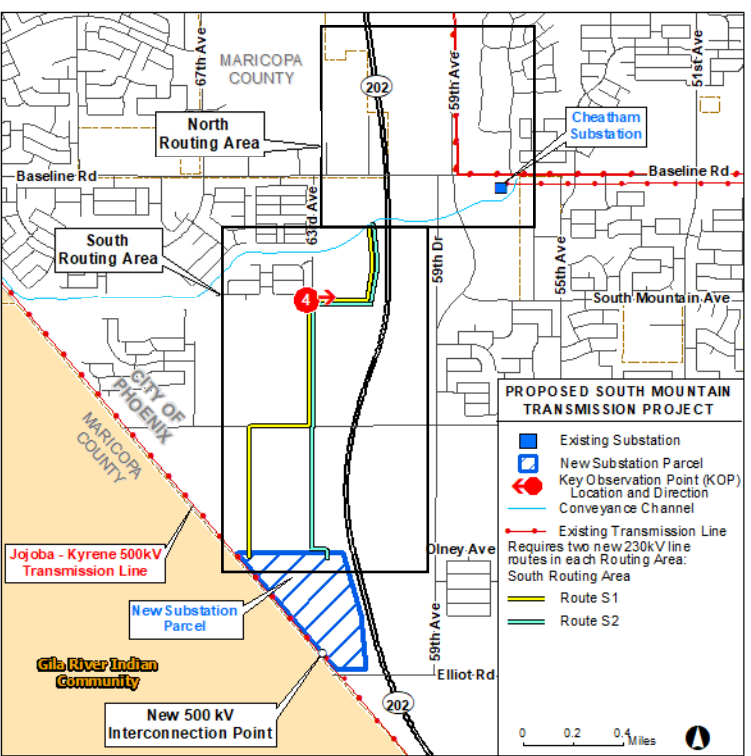 67th Ave
MARICOPA
COUNTY
202
59th Ave
51st Ave
North
Routing Area
Cheatham
Substation
Baseline Rd
Baseline Rd
63rd Ave
South
Routing Area
59th Dr
55th Ave
4
South Mountain Ave
CITY OF
PHOENIX
MARICOPA
COUNTY
PROPOSED SOUTH MOUNTAIN
TRANSMISSION PROJECT
Existing Substation
New Substation Parcel
Key Observation Point (KOP)
Location and Direction
Conveyance Channel
Existing Transmission Line
Requires two new 230kV line
routes in each Routing Area:
South Routing Area
Route S1
Route S2
Jojoba - Kyrene 500kV
Transmission Line
Olney Ave
New Substation
Parcel
59th Ave
Gila River Indian
Community
Elliot Rd
New 500 kV
Interconnection Point
202
0 0.2 0.4
Miles